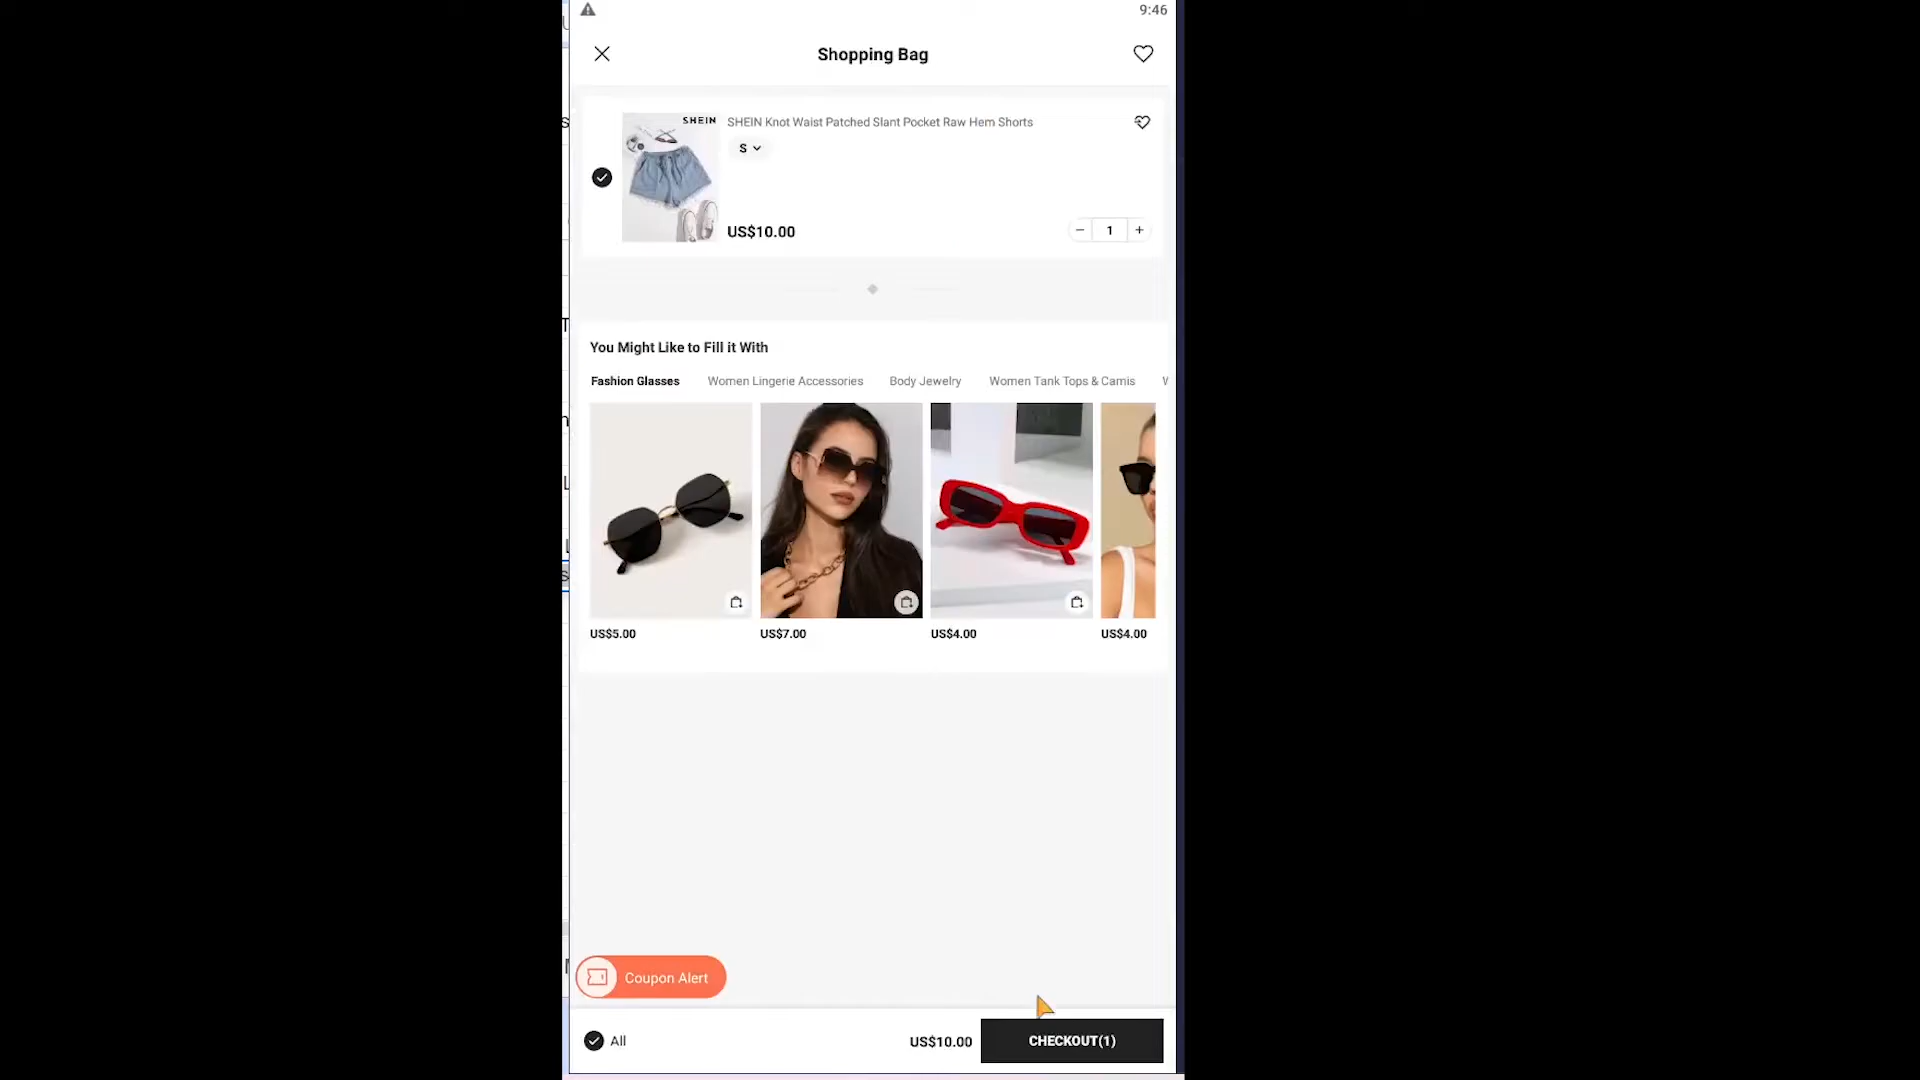 9:46
Shopping Bag
SHEIN
SHEIN Knot Waist Patched Slant Pocket Raw Hem Shorts
S
US$10.00
1
You Might Like to Fill it With
Fashion Glasses Women Lingerie Accessories Body Jewelry Women Tank Tops & Camis
US$5.00 US$7.00 US$4.00 US$4.00
Coupon Alert
All US$10.00 CHECKOUT(1)